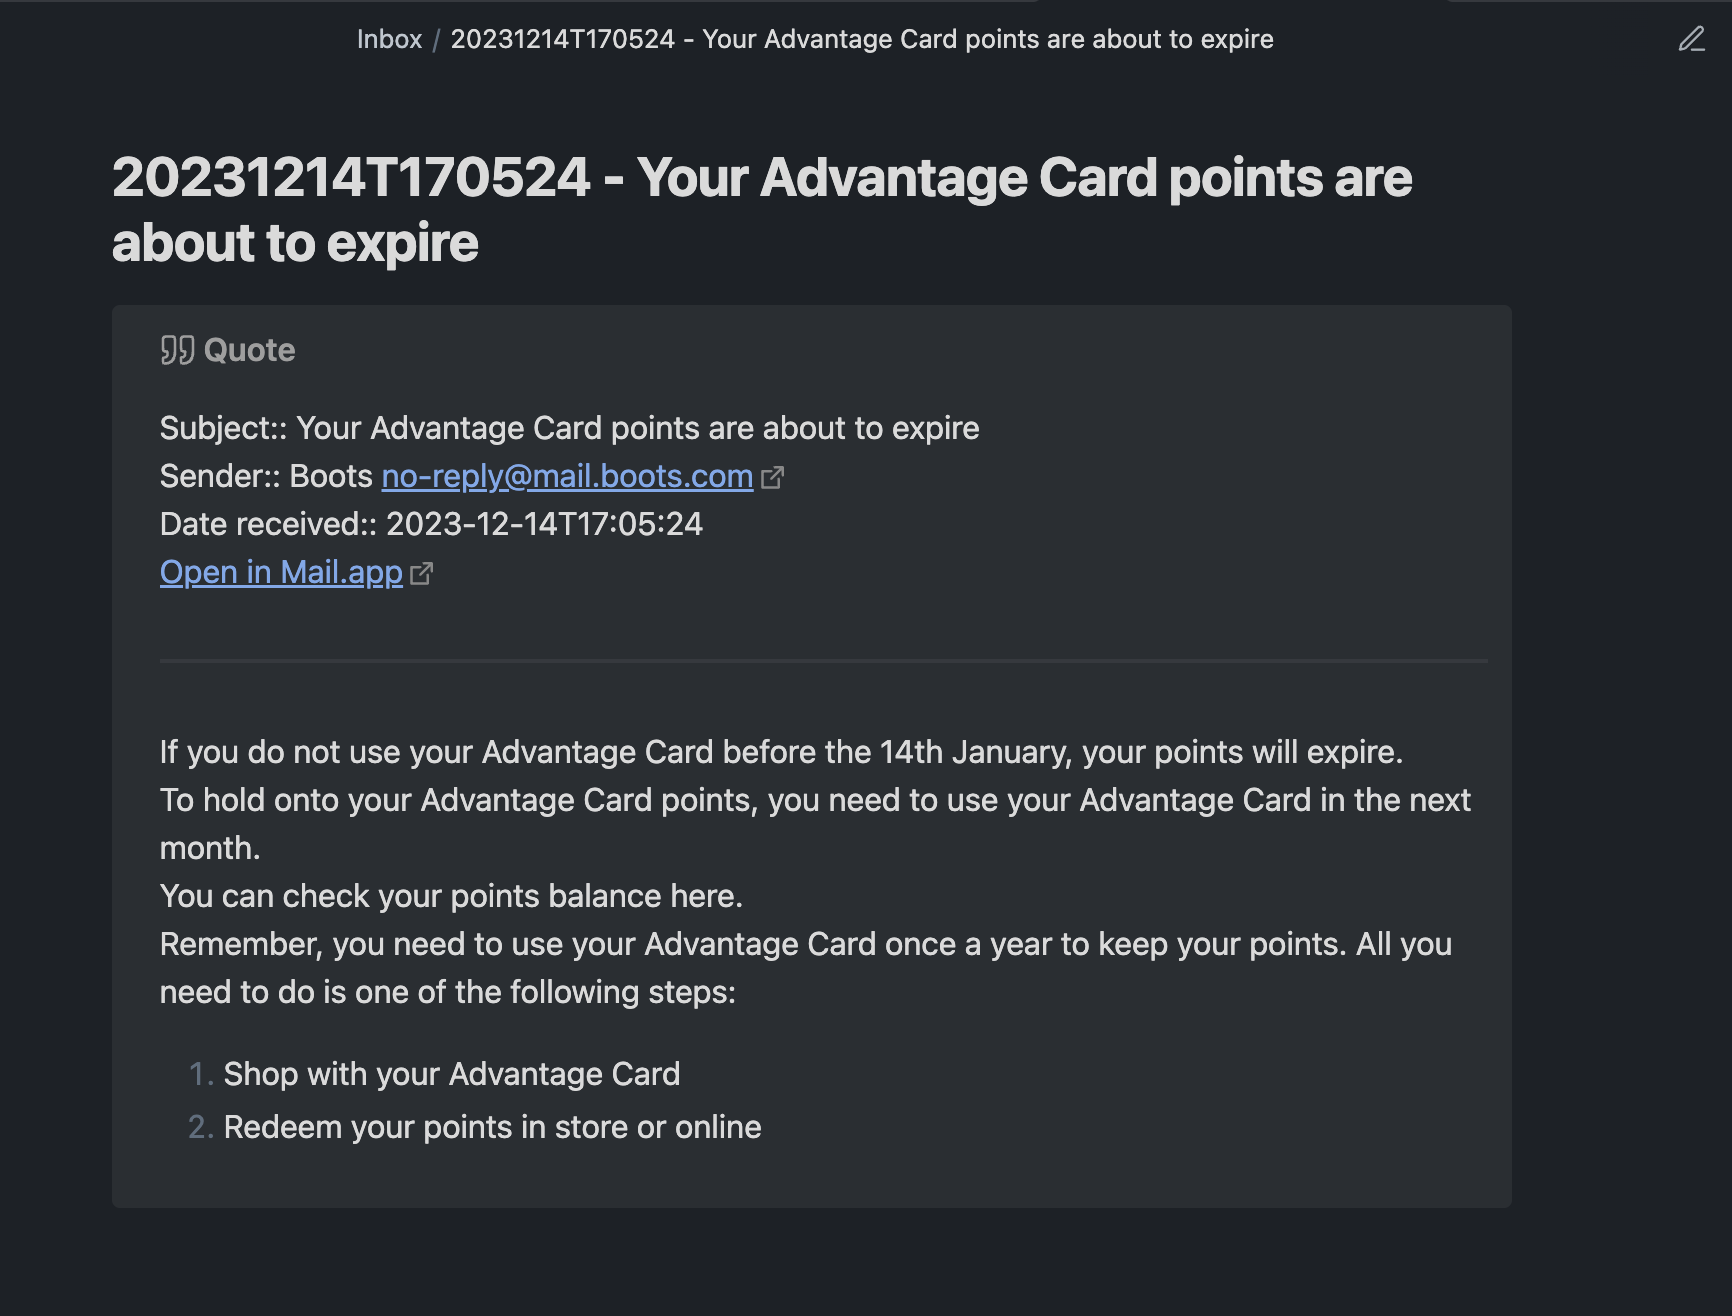 Inbox / 20231214T170524 - Your Advantage Card points are about to expire
20231214T170524 - Your Advantage Card points are
about to expire
Quote
Subject:: Your Advantage Card points are about to expire
Sender:: Boots no-reply@mail.boots.com
Date received:: 2023-12-14T17:05:24
Open in Mail.app
If you do not use your Advantage Card before the 14th January, your points will expire.
To hold onto your Advantage Card points, you need to use your Advantage Card in the next
month.
You can check your points balance here.
Remember, you need to use your Advantage Card once a year to keep your points. All you
need to do is one of the following steps:
1. Shop with your Advantage Card
2. Redeem your points in store or online